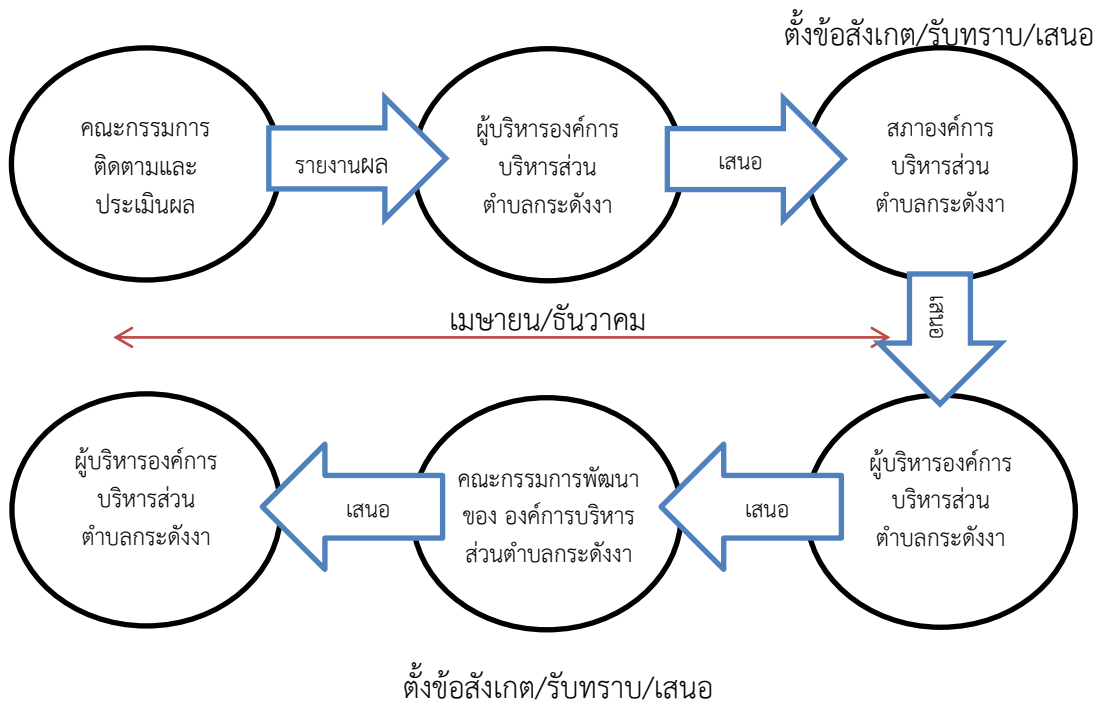 ตั้งข้อสังเกต/รับทราบ/เสนอ
คณะกรรมการ
ติดตามและ
ประเมินผล
รายงานผล
ผู้บริหารองค์การ
บริหารส่วน
ตำบลกระดังงา
เสนอ
สภาองค์การ
บริหารส่วน
ตำบลกระดังงา
เสนอ
เมษายน/ธันวาคม
ผู้บริหารองค์การ
บริหารส่วน
ตำบลกระดังงา
เสนอ
คณะกรรมการพัฒนา
ของ องค์การบริหาร
ส่วนตำบลกระดังงา
เสนอ
ผู้บริหารองค์การ
บริหารส่วน
ตำบลกระดังงา
ตั้งข้อสังเกต/รับทราบ/เสนอ